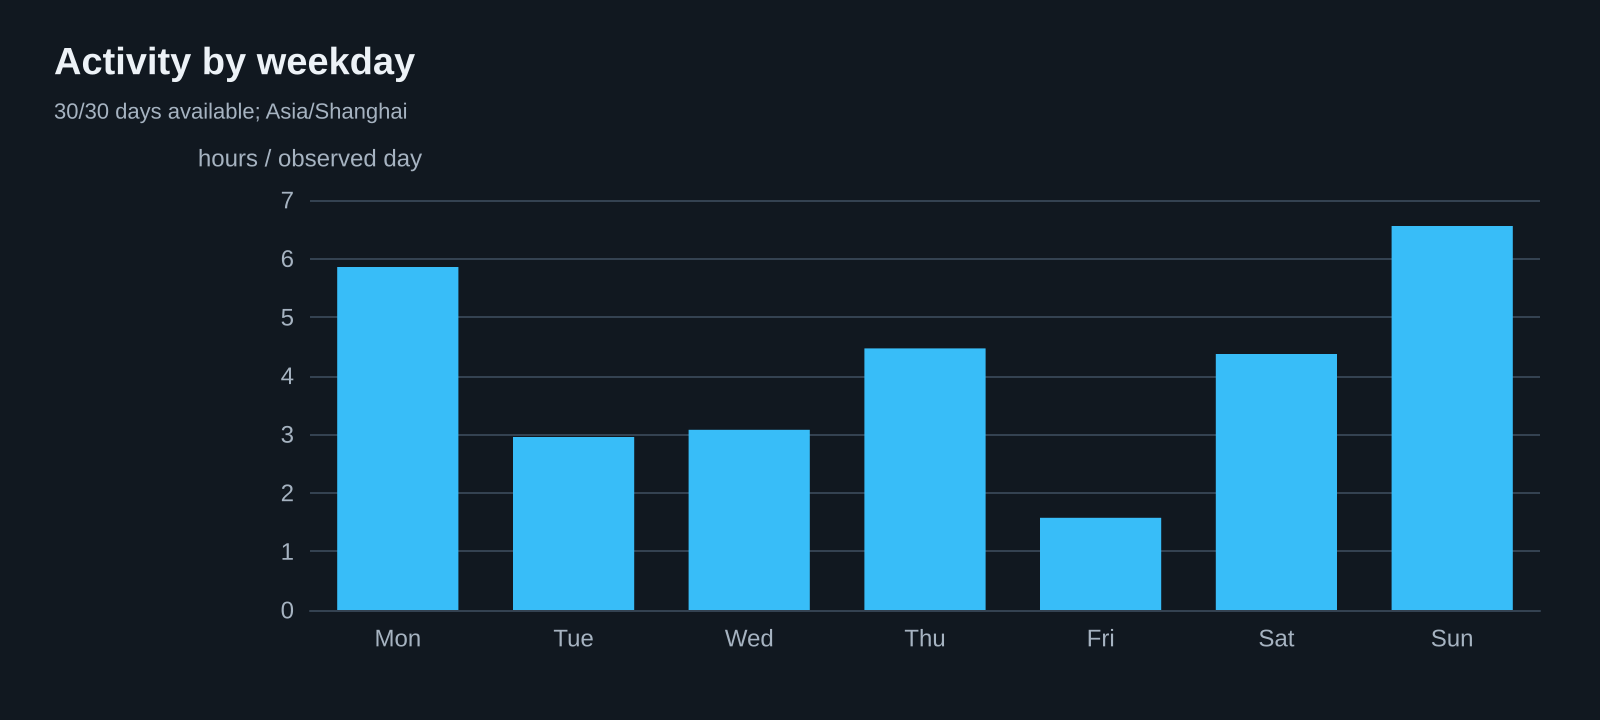 Activity by weekday
30/30 days available; Asia/Shanghai
hours / observed day
7
6
5
4
3
2
1
0
Mon Tue Wed Thu Fri Sat Sun